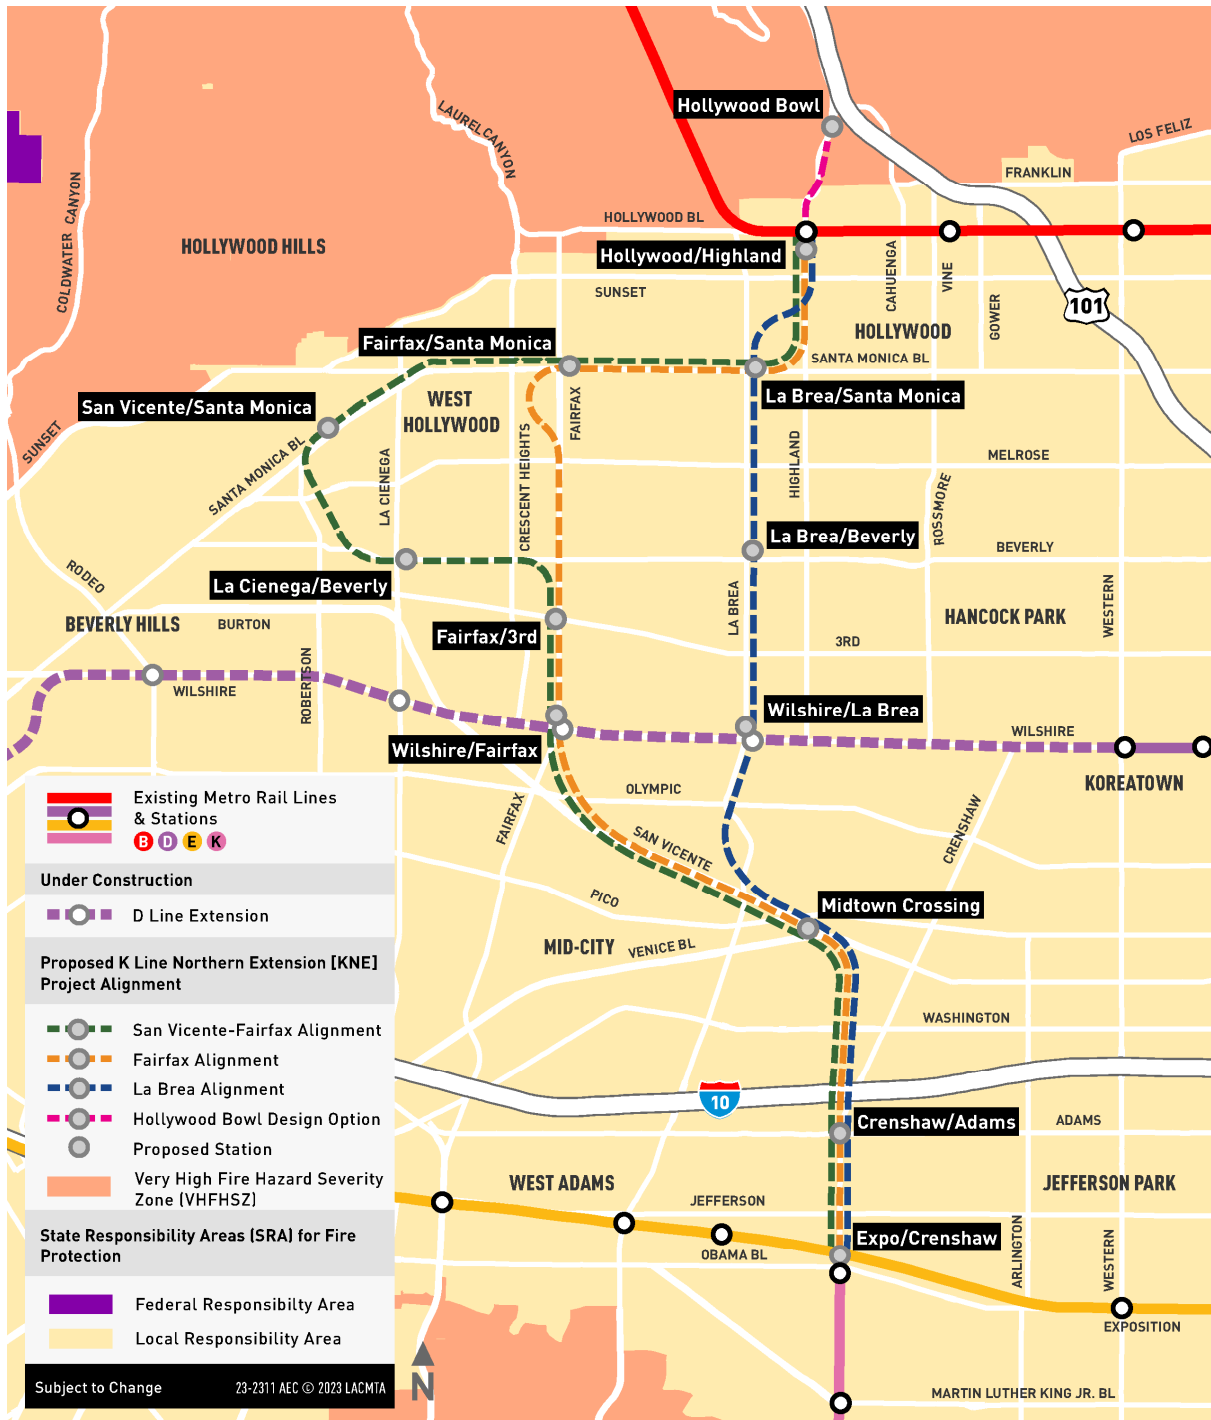 Hollywood Bowl
LAUREL CANYON
LOS FELIZ
FRANKLIN
COLDWATER CANYON
HOLLYWOOD BL
HOLLYWOOD HILLS
Hollywood/Highland
CAHUENGA
VINE
SUNSET
GOWER
101
HOLLYWOOD
Fairfax/Santa Monica
SANTA MONICA BL
WEST
HOLLYWOOD
La Brea/Santa Monica
San Vicente/Santa Monica
FAIRFAX
SUNSET
SANTA MONICA BL
LA CIENEGA
CRESCENT HEIGHTS
HIGHLAND
MELROSE
ROSSMORE
La Brea/Beverly
BEVERLY
RODEO
La Cienega/Beverly
LA BREA
WESTERN
BEVERLY HILLS
BURTON
HANCOCK PARK
Fairfax/3rd
3RD
ROBERTSON
WILSHIRE
Wilshire/La Brea
WILSHIRE
Wilshire/Fairfax
KOREATOWN
OLYMPIC
FAIRFAX
SAN VICENTE
CRENSHAW
PICO
Midtown Crossing
MID-CITY
VENICE BL
WASHINGTON
10
Crenshaw/Adams
ADAMS
WEST ADAMS
JEFFERSON PARK
JEFFERSON
OBAMA BL
Expo/Crenshaw
ARLINGTON
WESTERN
EXPOSITION
MARTIN LUTHER KING JR. BL
Existing Metro Rail Lines
& Stations
B D E K
Under Construction
D Line Extension
Proposed K Line Northern Extension [KNE]
Project Alignment
San Vicente-Fairfax Alignment
Fairfax Alignment
La Brea Alignment
Hollywood Bowl Design Option
Proposed Station
Very High Fire Hazard Severity
Zone (VHFHSZ)
State Responsibility Areas (SRA) for Fire
Protection
Federal Responsibilty Area
Local Responsibility Area
Subject to Change
23-2311 AEC © 2023 LACMTA
N